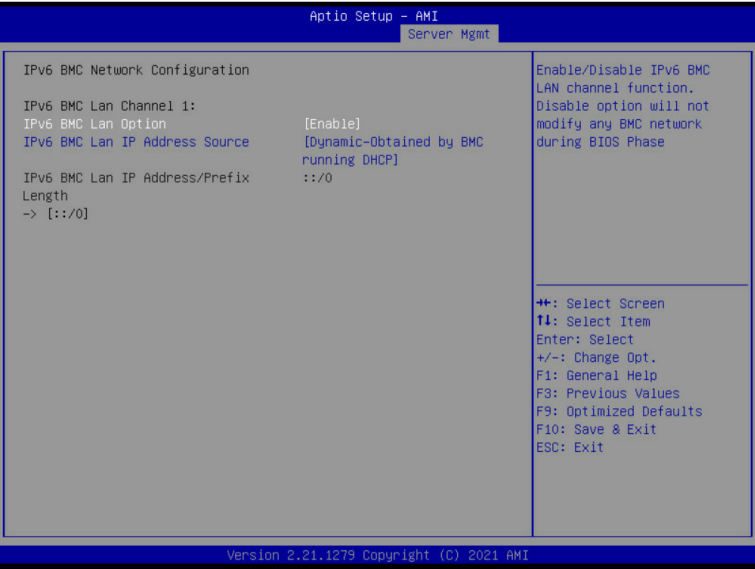 Aptio Setup – AMI
Server Mgmt
IPv6 BMC Network Configuration
IPv6 BMC Lan Channel 1:
IPv6 BMC Lan Option [Enable]
IPv6 BMC Lan IP Address Source [Dynamic-Obtained by BMC
running DHCP]
IPv6 BMC Lan IP Address/Prefix ::/0
Length
-> [::/0]
Enable/Disable IPv6 BMC
LAN channel function.
Disable option will not
modify any BMC network
during BIOS Phase
→←: Select Screen
↑↓: Select Item
Enter: Select
+/-: Change Opt.
F1: General Help
F3: Previous Values
F9: Optimized Defaults
F10: Save & Exit
ESC: Exit
Version 2.21.1279 Copyright (C) 2021 AMI